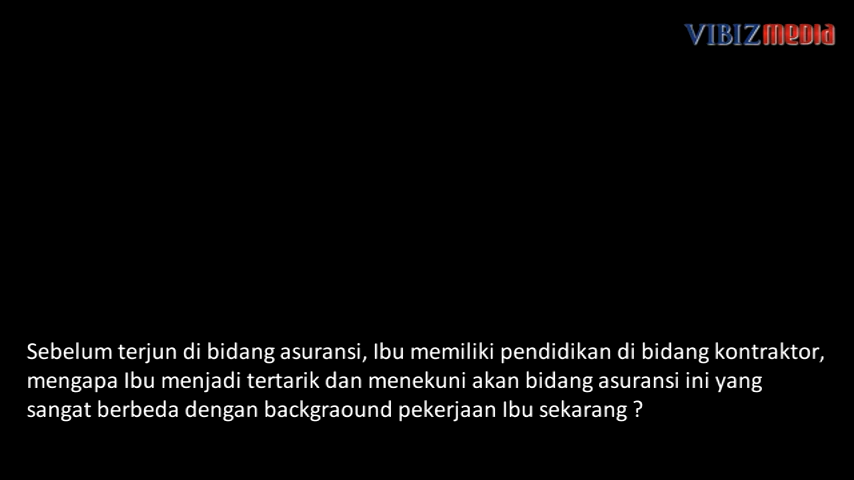 VIBIZmedia
Sebelum terjun di bidang asuransi, Ibu memiliki pendidikan di bidang kontraktor,
mengapa Ibu menjadi tertarik dan menekuni akan bidang asuransi ini yang
sangat berbeda dengan backgraound pekerjaan Ibu sekarang ?